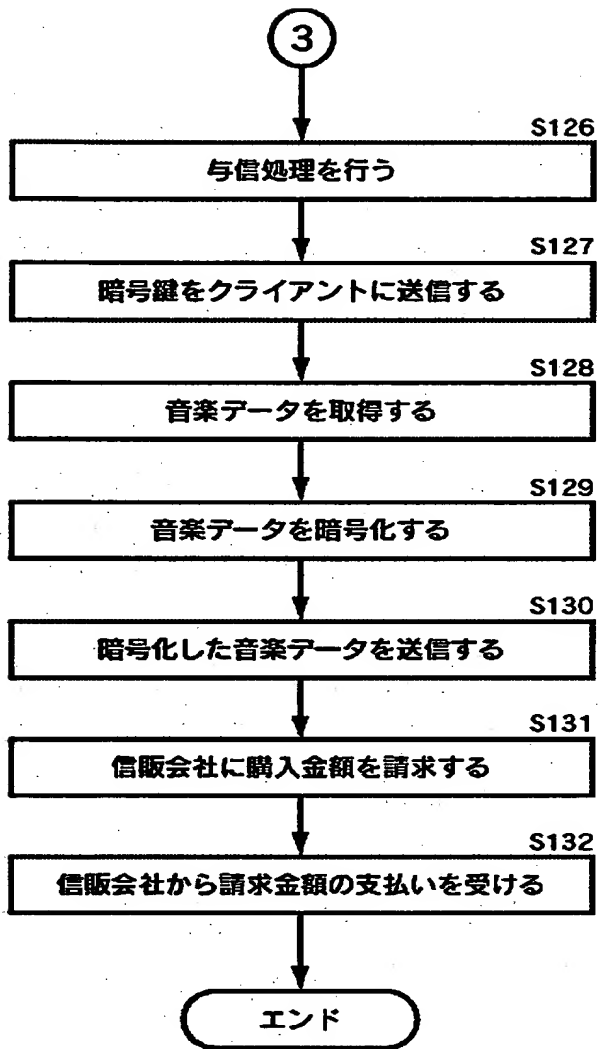 3
S126
与信処理を行う
S127
暗号鍵をクライアントに送信する
S128
音楽データを取得する
S129
音楽データを暗号化する
S130
暗号化した音楽データを送信する
S131
信販会社に購入金額を請求する
S132
信販会社から請求金額の支払いを受ける
エンド